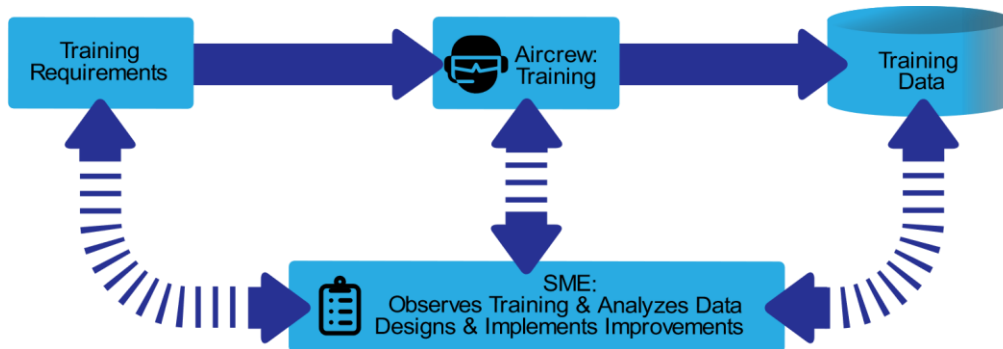 Training
Requirements
Aircrew:
Training
Training
Data
SME:
Observes Training & Analyzes Data
Designs & Implements Improvements